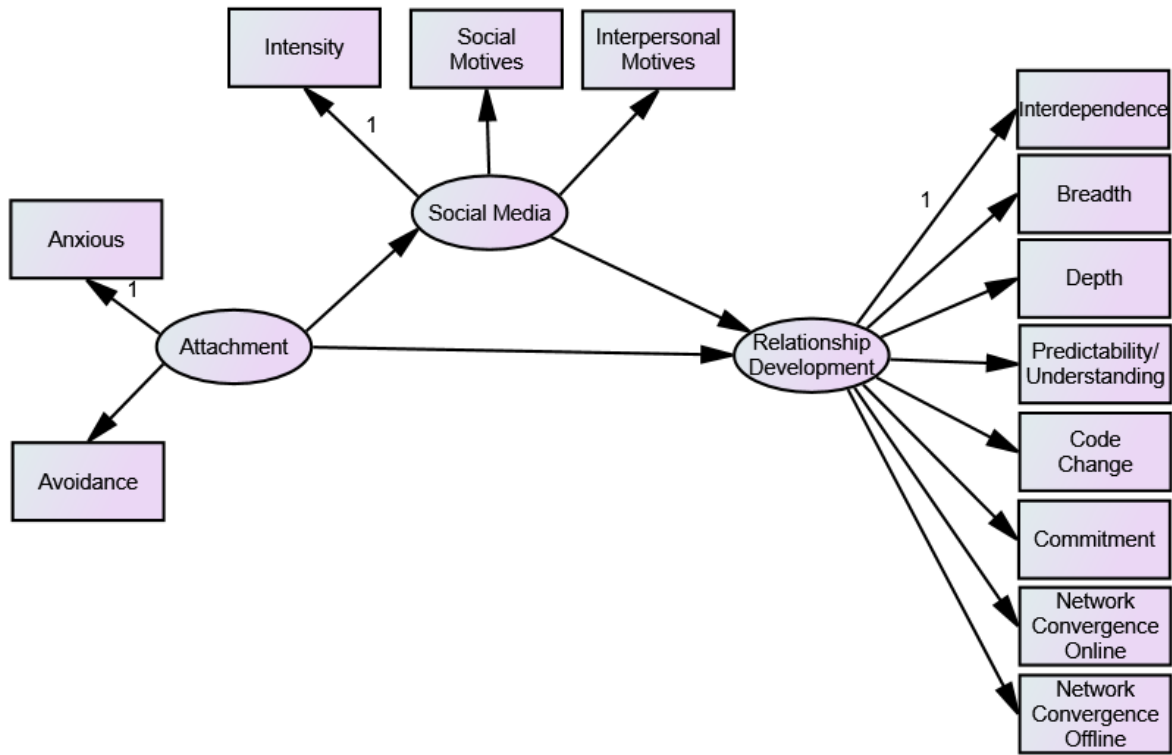 Intensity
Social
Motives
Interpersonal
Motives
1
Social Media
Anxious
1
Attachment
Avoidance
Relationship
Development
1
Interdependence
Breadth
Depth
Predictability/
Understanding
Code
Change
Commitment
Network
Convergence
Online
Network
Convergence
Offline